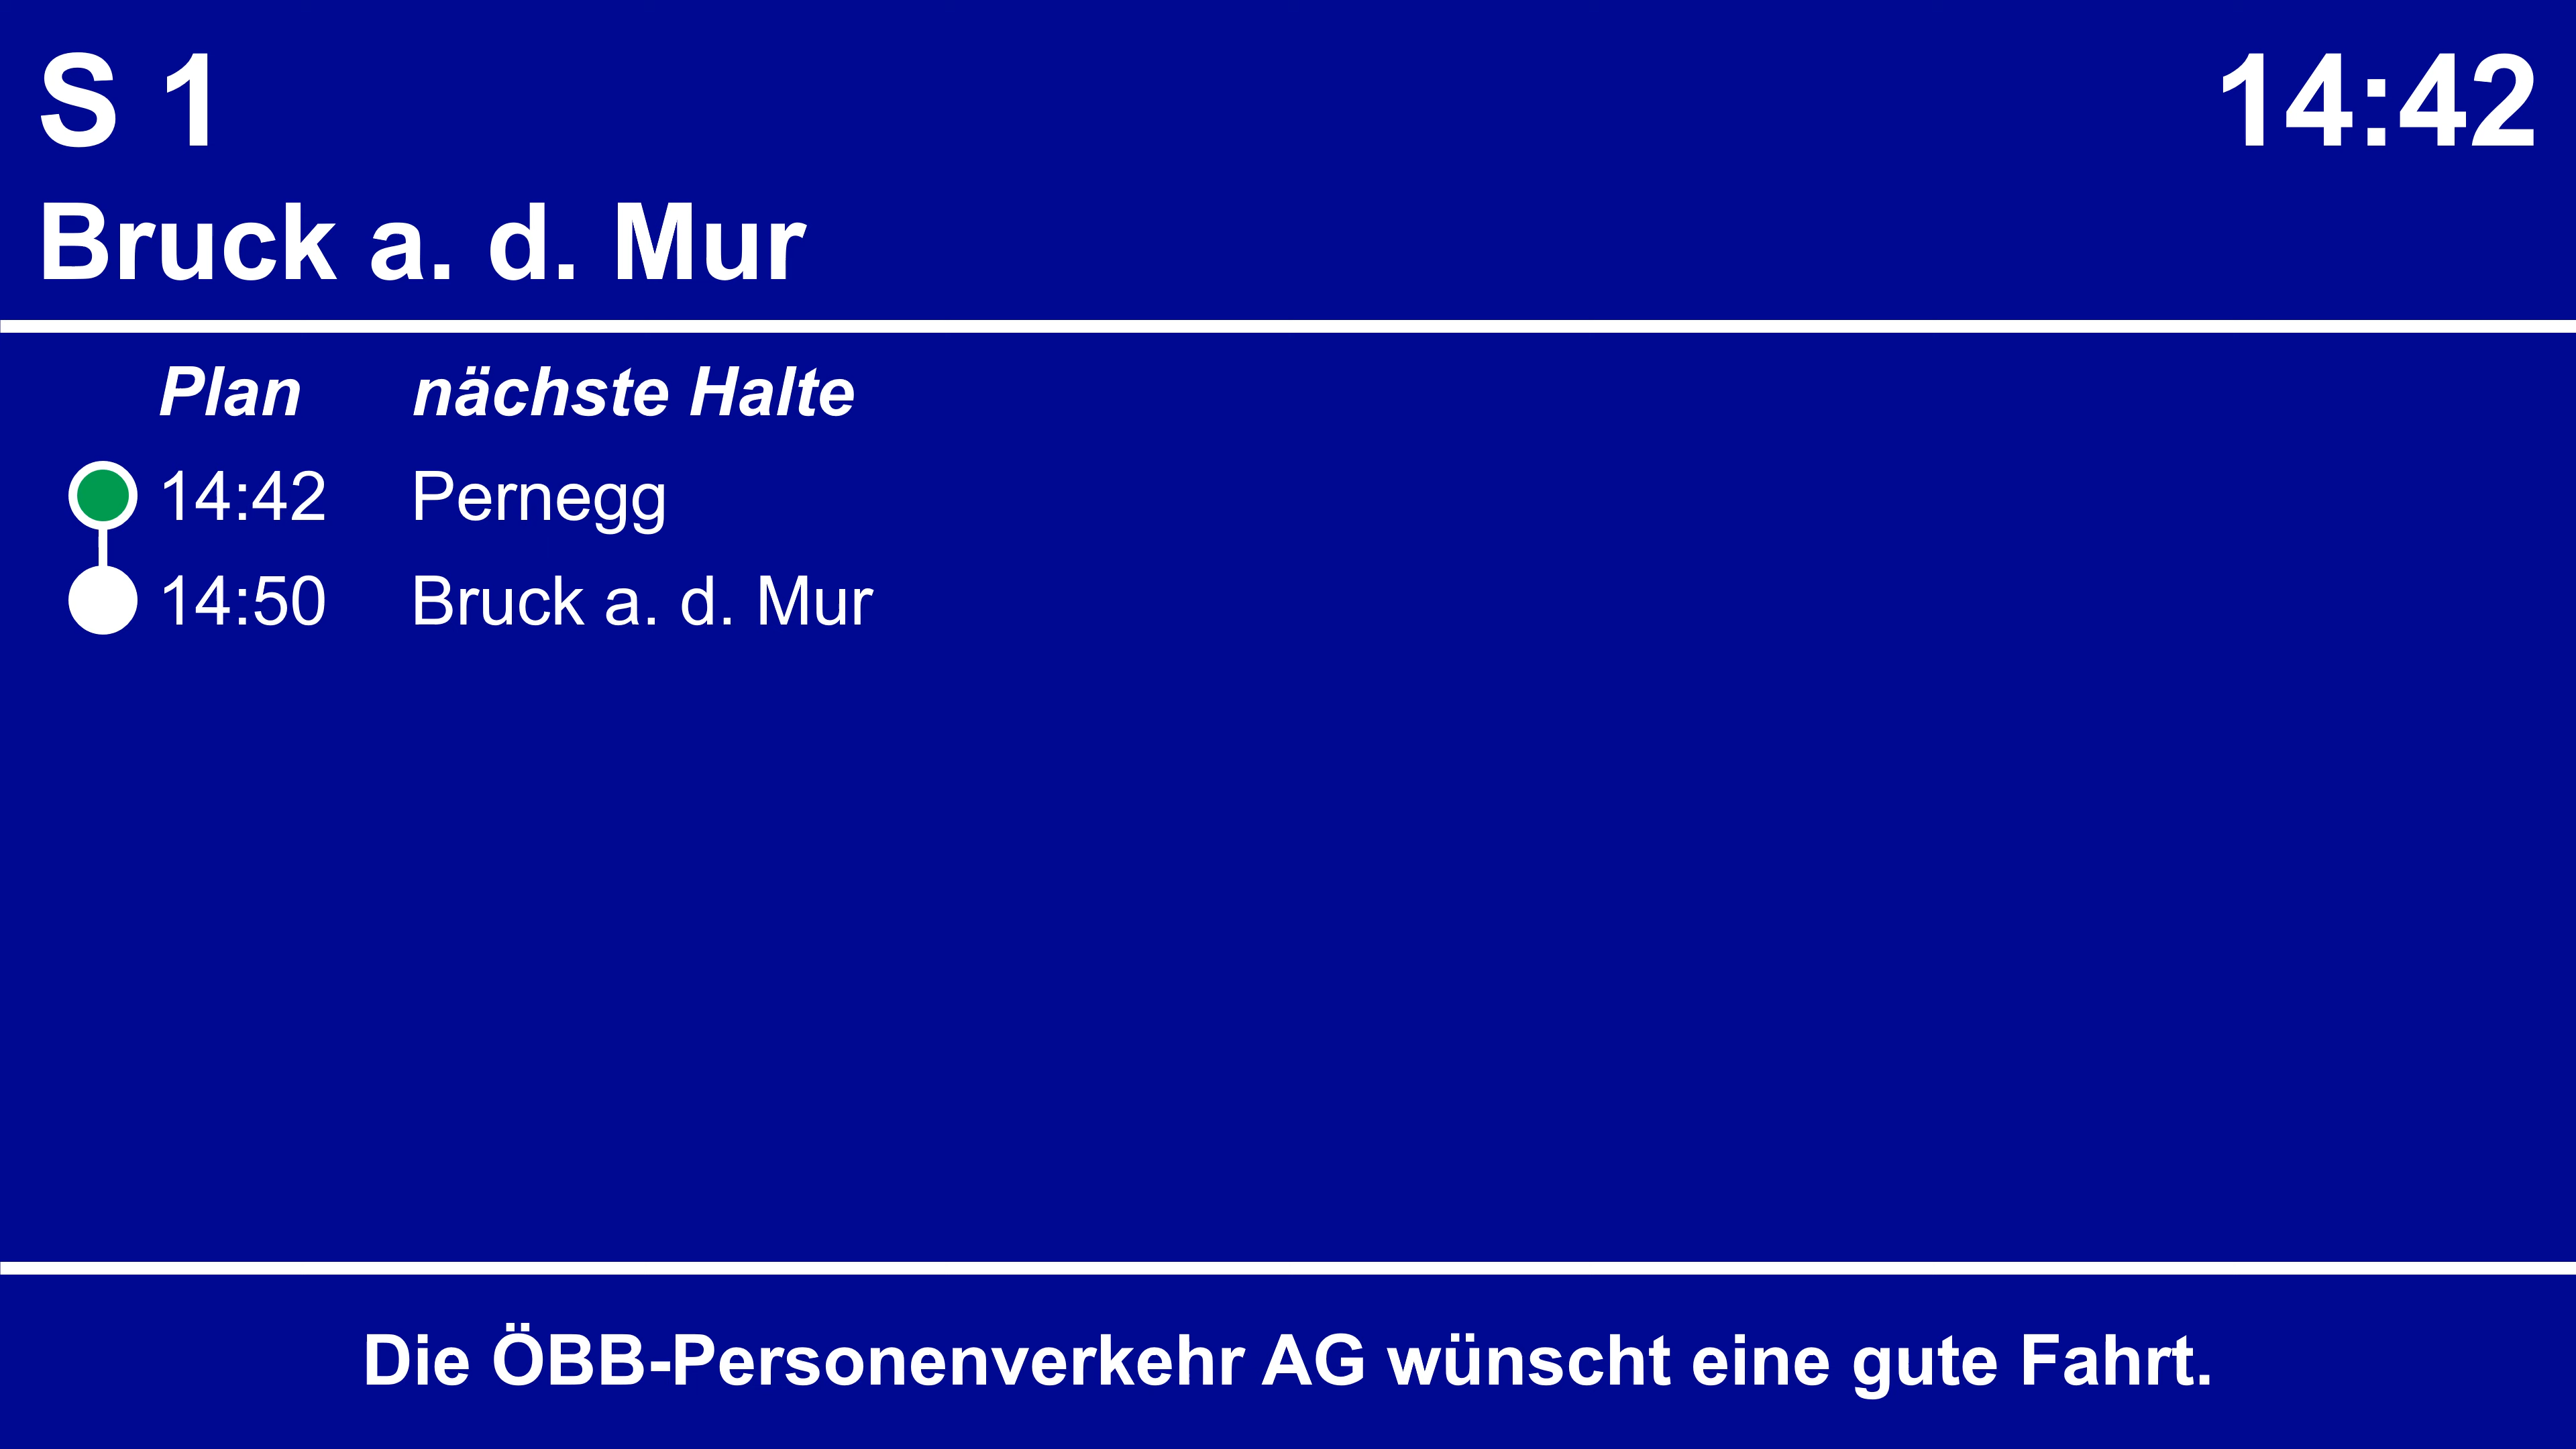 S 1 14:42
Bruck a. d. Mur
Plan nächste Halte
14:42 Pernegg
14:50 Bruck a. d. Mur
Die ÖBB-Personenverkehr AG wünscht eine gute Fahrt.